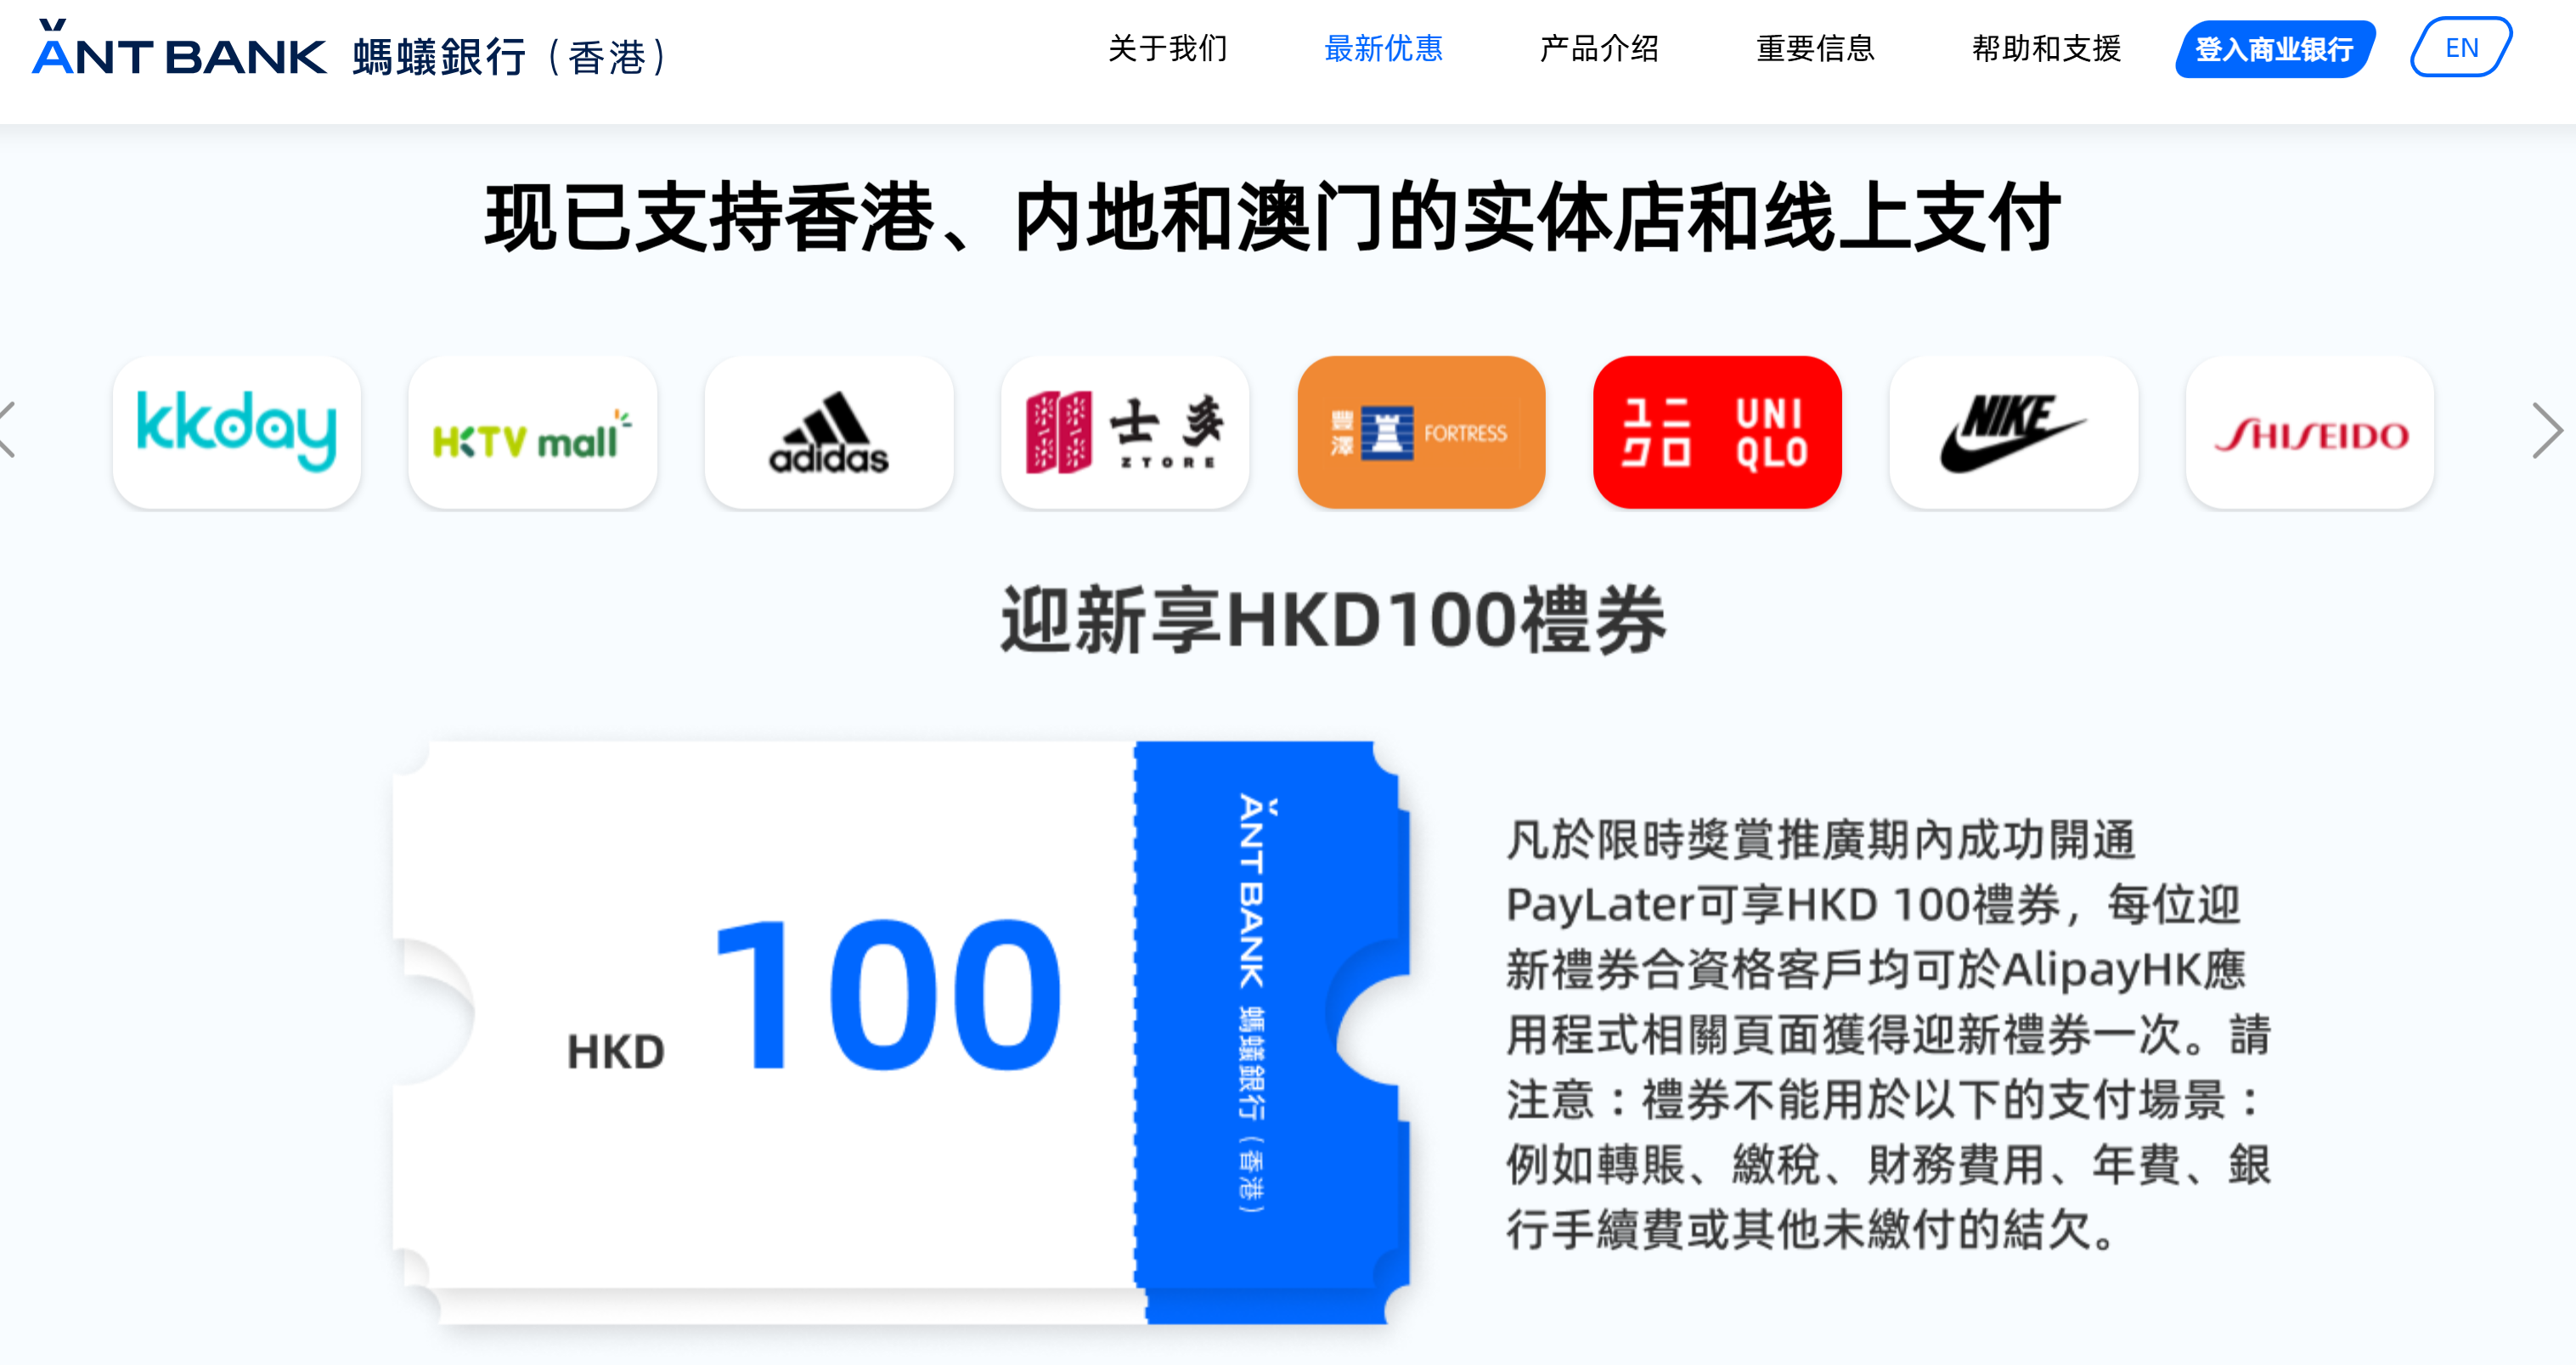 ǍNT BANK 螞蟻銀行（香港）
关于我们
最新优惠
产品介绍
重要信息
帮助和支援
登入商业银行
EN
现已支持香港、内地和澳门的实体店和线上支付
kkday
HKTV mall
adidas
士多
ZTORE
豐澤
FORTRESS
ユニ
クロ
UNI
QLO
NIKE
SHISEIDO
迎新享HKD100禮券
HKD 100
ǍNT BANK 螞蟻銀行（香港）
凡於限時獎賞推廣期內成功開通
PayLater可享HKD 100禮券，每位迎
新禮券合資格客戶均可於AlipayHK應
用程式相關頁面獲得迎新禮券一次。請
注意：禮券不能用於以下的支付場景：
例如轉賬、繳稅、財務費用、年費、銀
行手續費或其他未繳付的結欠。